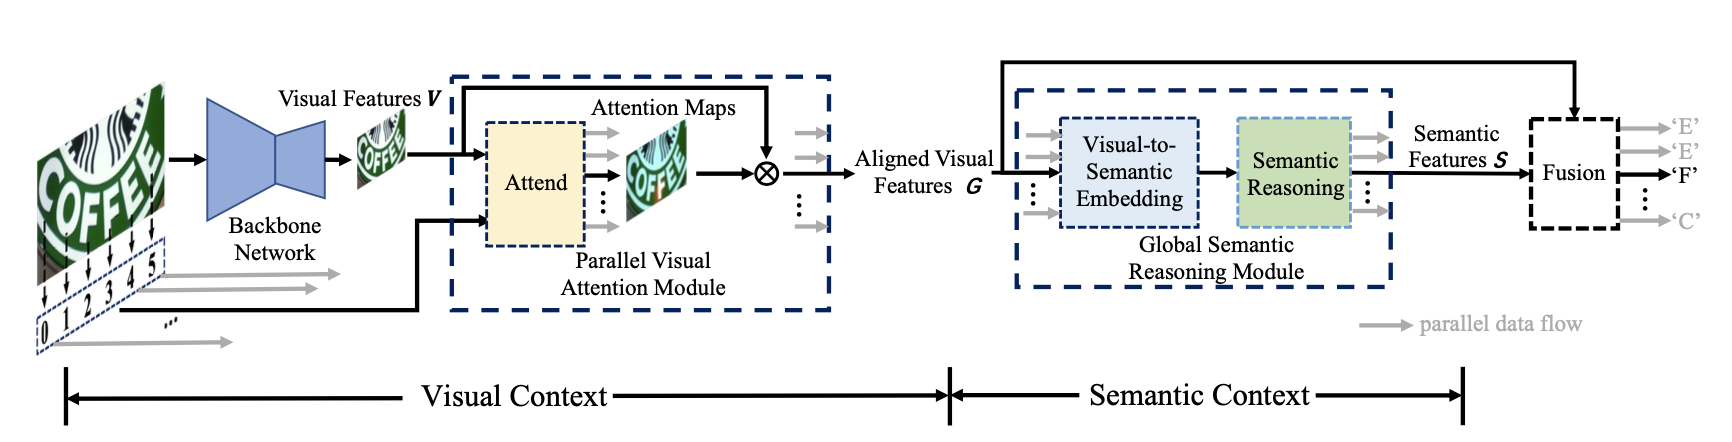 COFFEE
0 1 2 3 4 5
...
Backbone
Network
Visual Features V
COFFEE
Attend
Attention Maps
COFFEE
Parallel Visual
Attention Module
Aligned Visual
Features G
Visual-to-
Semantic
Embedding
Semantic
Reasoning
Global Semantic
Reasoning Module
Semantic
Features S
Fusion
‘E’
‘E’
‘F’
‘C’
parallel data flow
Visual Context
Semantic Context